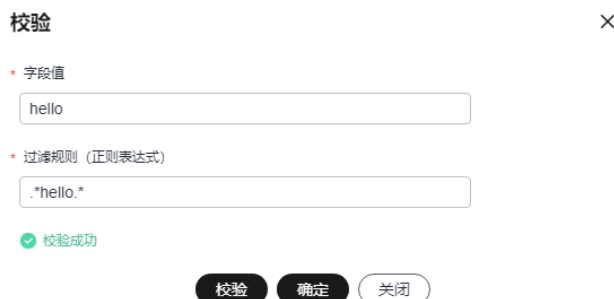 校验
* 字段值
hello
* 过滤规则（正则表达式）
.*hello.*
校验成功
校验 确定 关闭